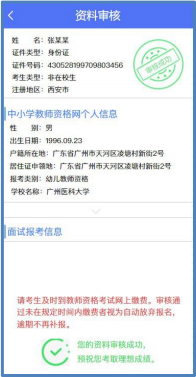 资料审核
姓 名：张某某
证件类型：身份证
证件号码：430528199709803456
考生类型：非在校生
注册地区：西安市
审核成功
中小学教师资格网个人信息
性 别：男
出生日期：1996.09.23
户籍所在地：广东省广州市天河区凌塘村新街2号
居住证申领地：广东省广州市天河区凌塘村新街2号
报考类别：幼儿教师资格
学校名称：广州医科大学
面试报考信息
请考生及时到教师资格考试网上缴费。审核通
过未在规定时间内缴费者视为自动放弃报名，
逾期不再补报。
您的资料审核成功，
预祝您考取理想成绩。